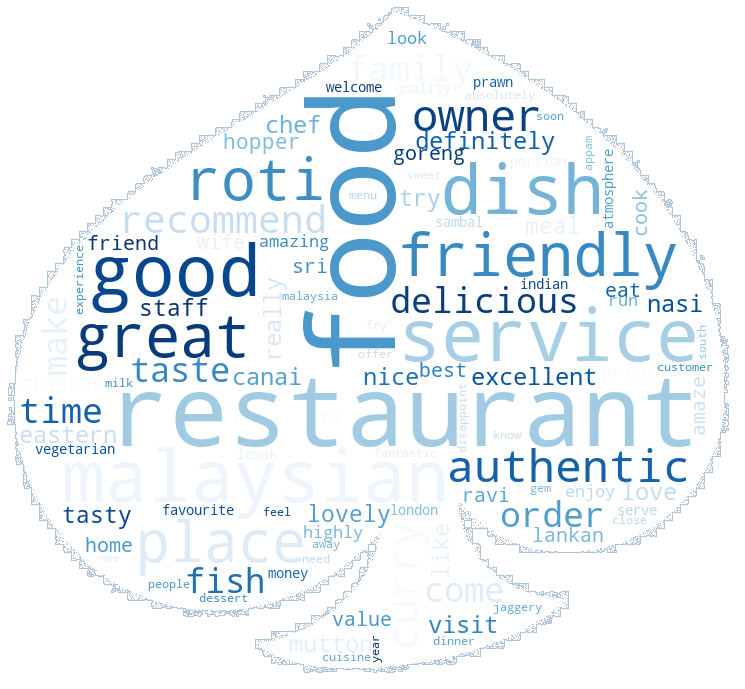 look
family
welcome
quality
prawn
absolutely
food
owner
soon
chef
definitely
hopper
goreng
portion
appam
atmosphere
roti
sweet
dish
menu
try
cook
recommend
sambal
meal
friend
wife
amazing
friendly
experience
good
really
sri
indian
eat
malaysia
delicious
run
nasi
staff
make
great
fry
service
south
offer
taste
canai
nice
best
excellent
price
customer
chicken
milk
amaze
restaurant
time
ask
disappoint
eastern
know
vegetarian
lemak
fantastic
authentic
malaysian
ravi
gem
enjoy
love
tasty
favourite
feel
lovely
london
order
serve
close
place
highly
like
lankan
home
away
curry
mee
need
people
fish
money
come
dessert
jaggery
value
visit
mutton
year
dinner
cuisine